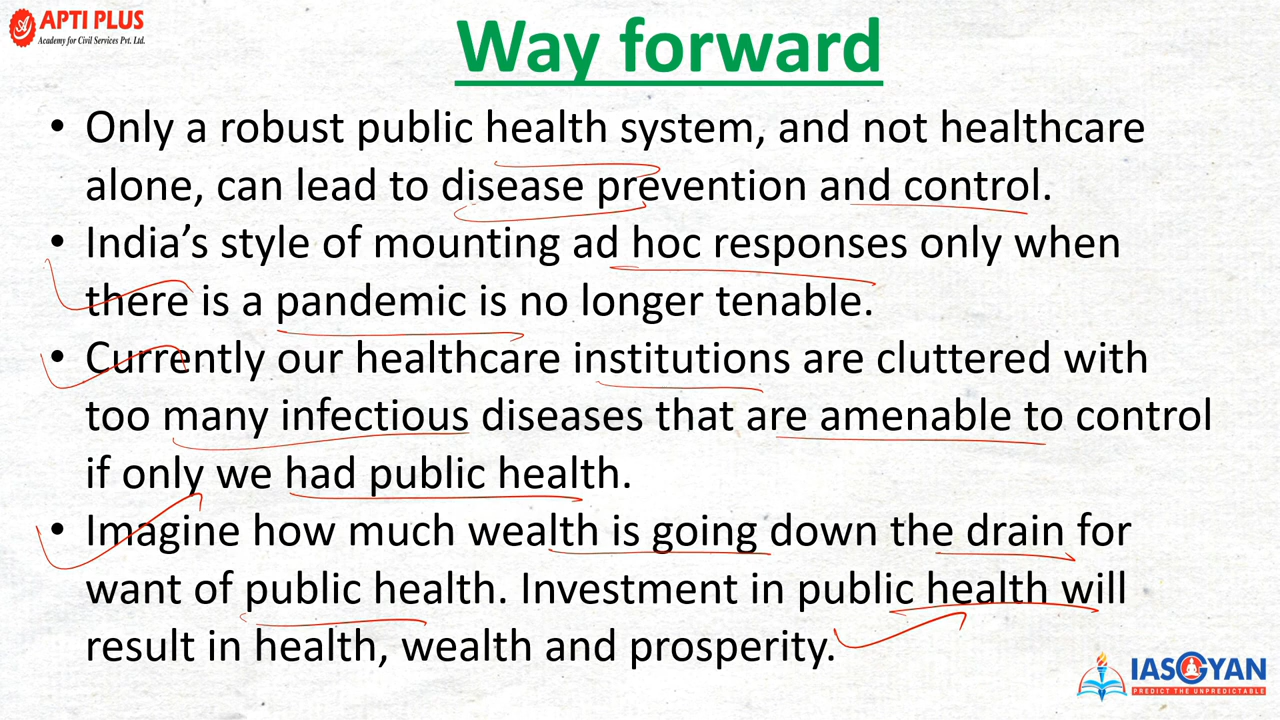 APTI PLUS
Academy for Civil Services Pvt. Ltd.
Way forward
• Only a robust public health system, and not healthcare
alone, can lead to disease prevention and control.
• India’s style of mounting ad hoc responses only when
there is a pandemic is no longer tenable.
• Currently our healthcare institutions are cluttered with
too many infectious diseases that are amenable to control
if only we had public health.
• Imagine how much wealth is going down the drain for
want of public health. Investment in public health will
result in health, wealth and prosperity.
IASGYAN
PREDICT THE UNPREDICTABLE